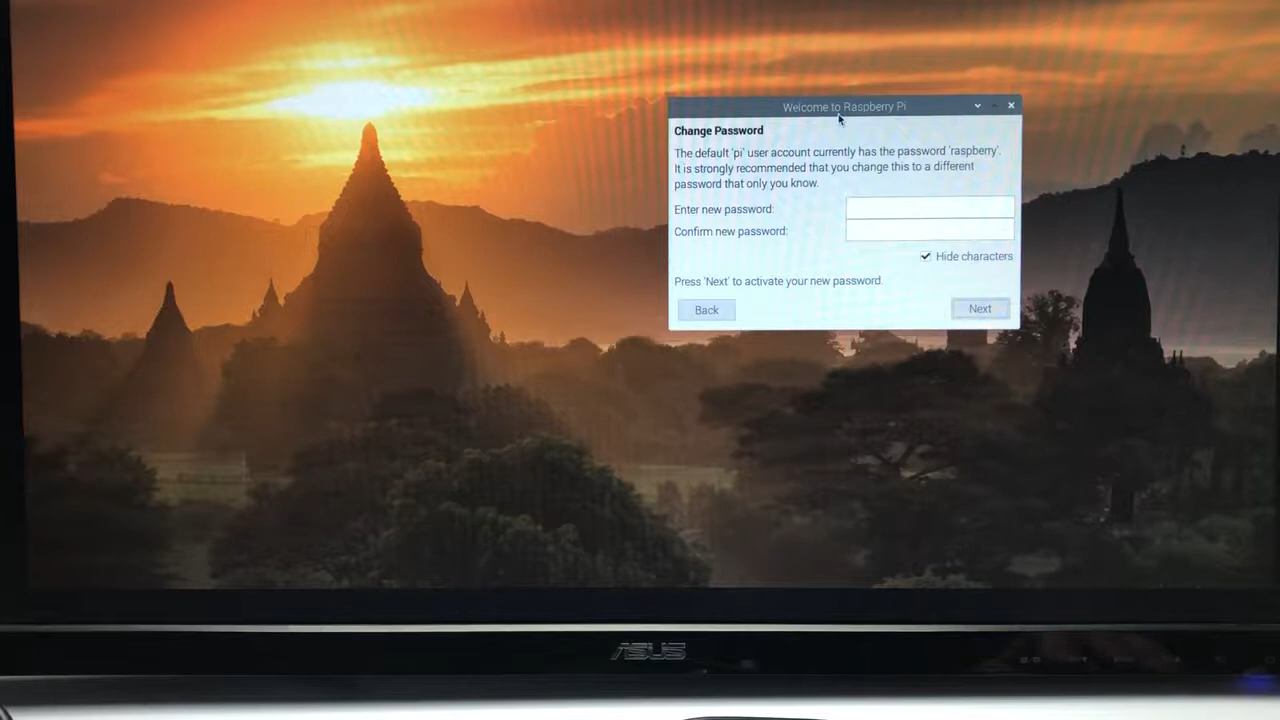 Welcome to Raspberry Pi
Change Password
The default 'pi' user account currently has the password 'raspberry'.
It is strongly recommended that you change this to a different
password that only you know.
Enter new password:
Confirm new password:
Hide characters
Press 'Next' to activate your new password.
Back
Next
ASUS